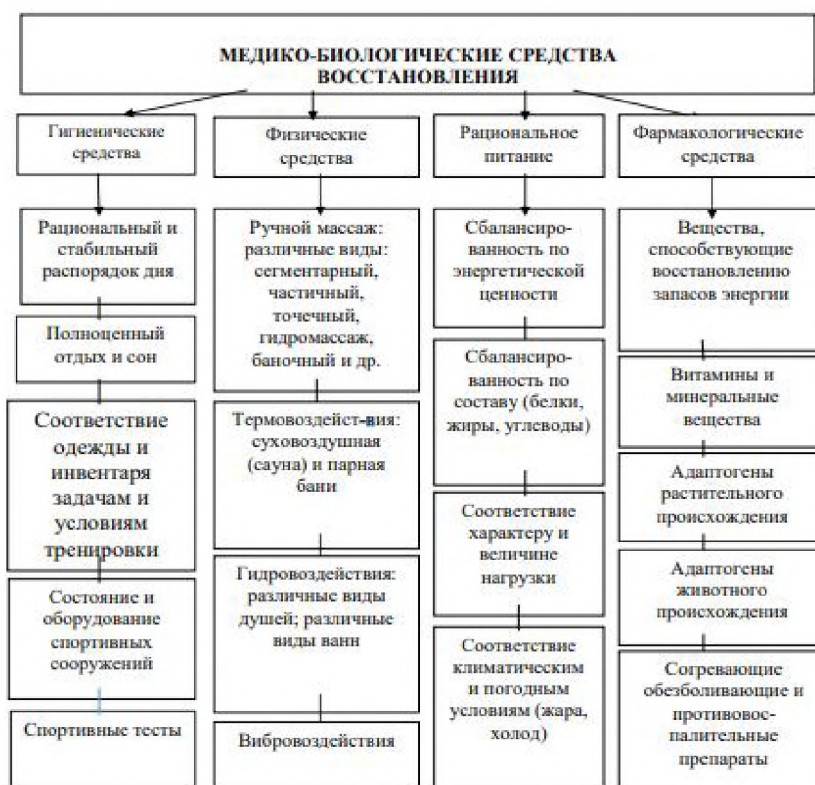 МЕДИКО-БИОЛОГИЧЕСКИЕ СРЕДСТВА
ВОССТАНОВЛЕНИЯ
Гигиенические
средства
Физические
средства
Рациональное
питание
Фармакологические
средства
Рациональный и
стабильный
распорядок дня
Полноценный
отдых и сон
Соответствие
одежды и
инвентаря
задачам и
условиям
тренировки
Состояние и
оборудование
спортивных
сооружений
Спортивные тесты
Ручной массаж:
различные виды:
сегментарный,
частичный,
точечный,
гидромассаж,
баночный и др.
Термовоздейст-вия:
суховоздушная
(сауна) и парная
бани
Гидровоздействия:
различные виды
душей; различные
виды ванн
Вибровоздействия
Сбалансиро-
ванность по
энергетической
ценности
Сбалансиро-
ванность по
составу (белки,
жиры, углеводы)
Соответствие
характеру и
величине
нагрузки
Соответствие
климатическим
и погодным
условиям (жара,
холод)
Вещества,
способствующие
восстановлению
запасов энергии
Витамины и
минеральные
вещества
Адаптогены
растительного
происхождения
Адаптогены
животного
происхождения
Согревающие
обезболивающие и
противовос-
палительные
препараты